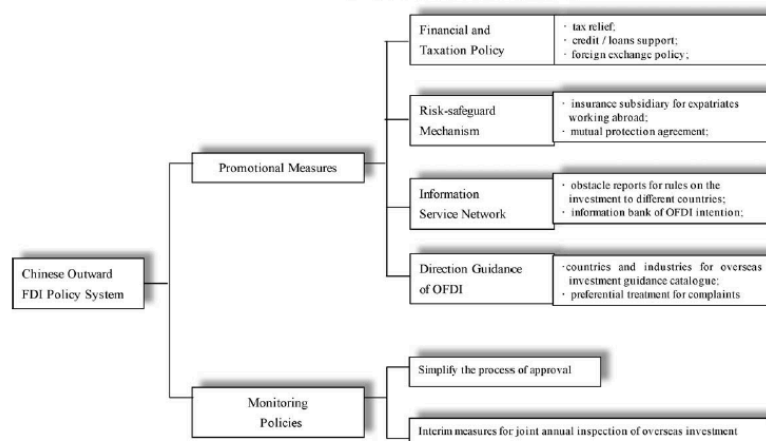 Financial and
Taxation Policy
· tax relief;
· credit / loans support;
· foreign exchange policy;
Risk-safeguard
Mechanism
· insurance subsidiary for expatriates
working abroad;
· mutual protection agreement;
Promotional Measures
Information
Service Network
· obstacle reports for rules on the
investment to different countries;
· information bank of OFDI intention;
Chinese Outward
FDI Policy System
Direction Guidance
of OFDI
·countries and industries for overseas
investment guidance catalogue;
· preferential treatment for complaints
Simplify the process of approval
Monitoring
Policies
Interim measures for joint annual inspection of overseas investment